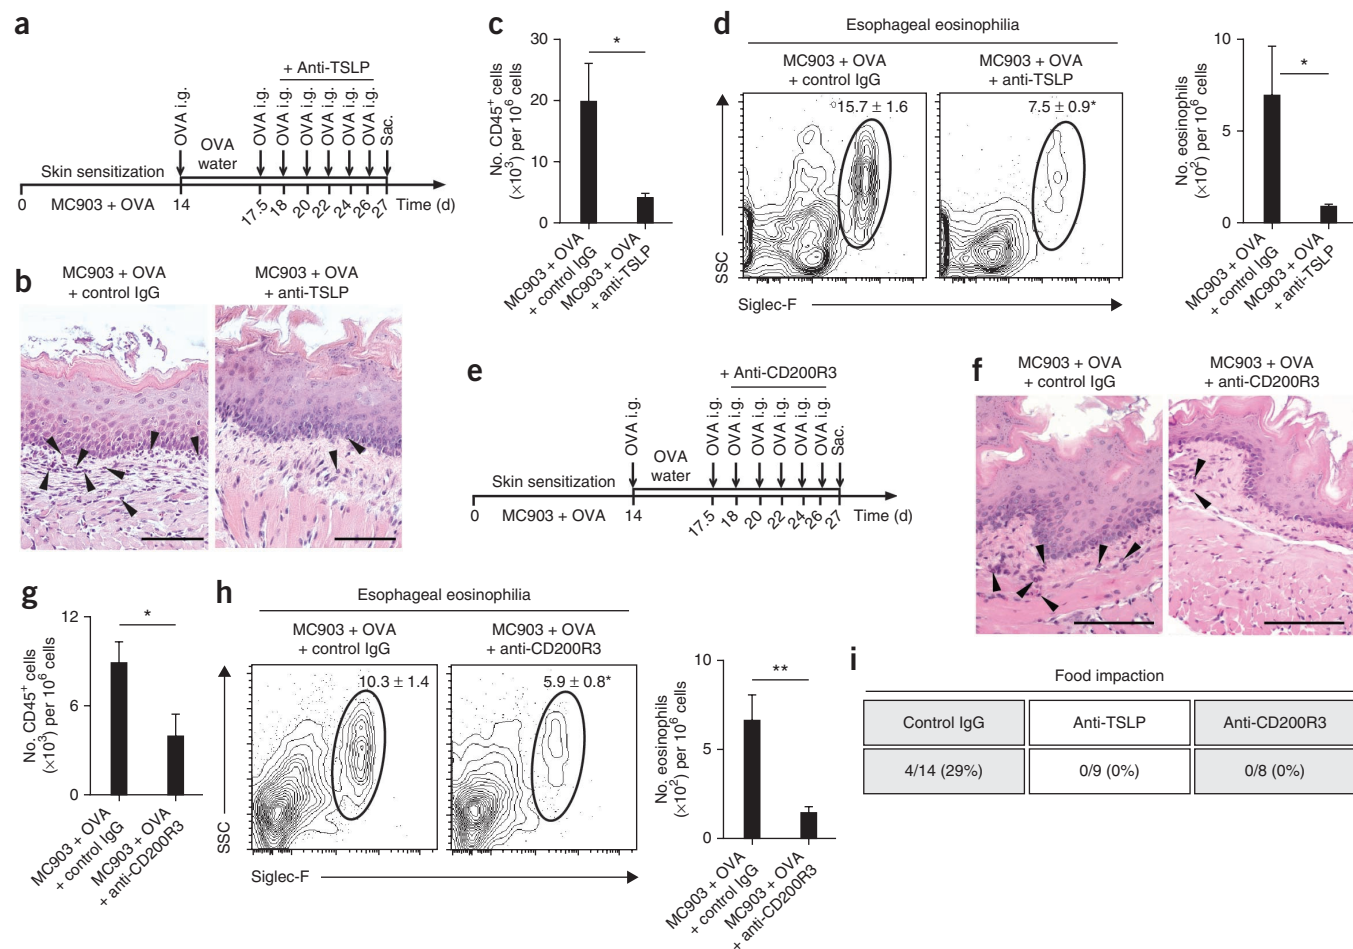 a
+ Anti-TSLP
OVA i.g.
OVA i.g.
OVA i.g.
OVA i.g.
OVA i.g.
OVA i.g.
OVA i.g.
Sac.
OVA
water
Skin sensitization
0
MC903 + OVA
14
17.5
18
20
22
24
26
27
Time (d)
b
MC903 + OVA
+ control IgG
MC903 + OVA
+ anti-TSLP
c
No. CD45+ cells
(×10³) per 10⁶ cells
30
20
10
0
*
MC903 + OVA
+ control IgG
MC903 + OVA
+ anti-TSLP
d
Esophageal eosinophilia
MC903 + OVA
+ control IgG
MC903 + OVA
+ anti-TSLP
15.7 ± 1.6
7.5 ± 0.9*
SSC
Siglec-F
No. eosinophils
(×10²) per 10⁶ cells
10
5
0
*
MC903 + OVA
+ control IgG
MC903 + OVA
+ anti-TSLP
e
+ Anti-CD200R3
OVA i.g.
OVA i.g.
OVA i.g.
OVA i.g.
OVA i.g.
OVA i.g.
OVA i.g.
Sac.
OVA
water
Skin sensitization
0
MC903 + OVA
14
17.5
18
20
22
24
26
27
Time (d)
f
MC903 + OVA
+ control IgG
MC903 + OVA
+ anti-CD200R3
g
No. CD45+ cells
(×10³) per 10⁶ cells
12
6
0
*
MC903 + OVA
+ control IgG
MC903 + OVA
+ anti-CD200R3
h
Esophageal eosinophilia
MC903 + OVA
+ control IgG
MC903 + OVA
+ anti-CD200R3
10.3 ± 1.4
5.9 ± 0.8*
SSC
Siglec-F
No. eosinophils
(×10²) per 10⁶ cells
10
5
0
**
MC903 + OVA
+ control IgG
MC903 + OVA
+ anti-CD200R3
i
Food impaction
Control IgG
Anti-TSLP
Anti-CD200R3
4/14 (29%)
0/9 (0%)
0/8 (0%)